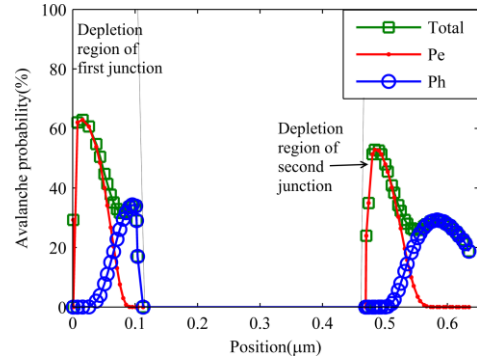 100
80
60
40
20
0
Avalanche probability(%)
Depletion
region of
first junction
Total
Pe
Ph
Depletion
region of
second
junction
0
0.1
0.2
0.3
0.4
0.5
0.6
Position(μm)